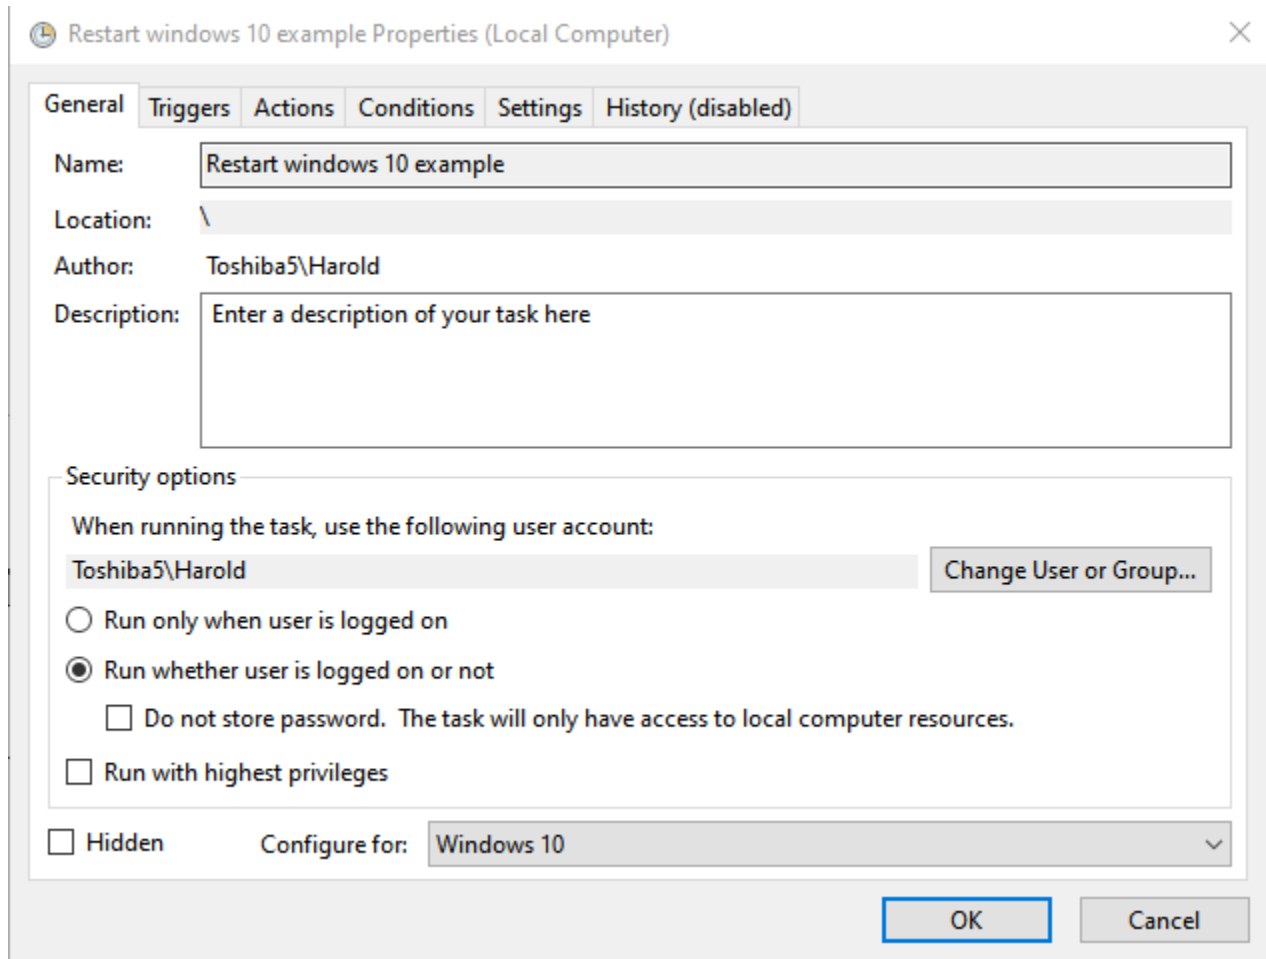 Restart windows 10 example Properties (Local Computer)
General Triggers Actions Conditions Settings History (disabled)
Name: Restart windows 10 example
Location: \
Author: Toshiba5\Harold
Description: Enter a description of your task here
Security options
When running the task, use the following user account:
Toshiba5\Harold Change User or Group...
Run only when user is logged on
Run whether user is logged on or not
Do not store password.  The task will only have access to local computer resources.
Run with highest privileges
Hidden Configure for: Windows 10
OK Cancel